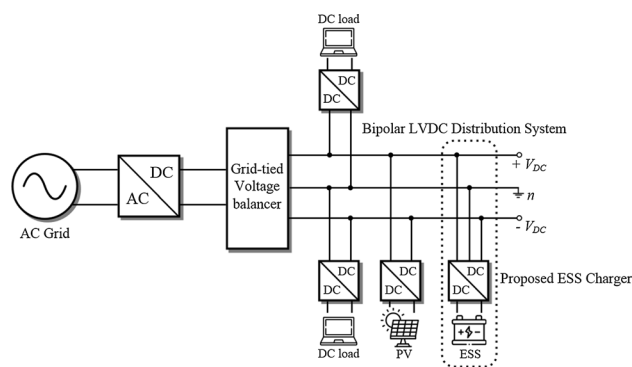 DC load
DC
DC
Bipolar LVDC Distribution System
Grid-tied
Voltage
balancer
+ V_DC
DC
AC
n
AC Grid
- V_DC
DC
DC
DC
DC
DC
DC
Proposed ESS Charger
DC load
PV
ESS